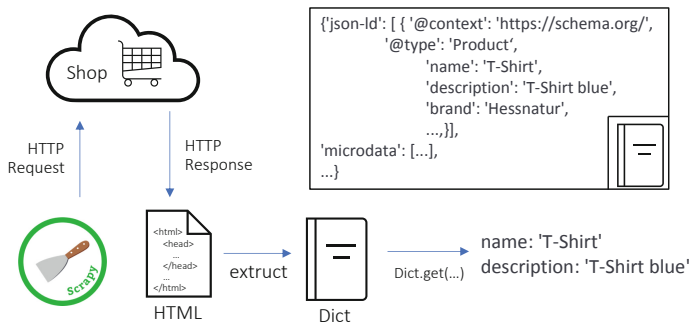 Shop
{'json-ld': [ { '@context': 'https://schema.org/',
'@type': 'Product‘,
'name': 'T-Shirt',
'description': 'T-Shirt blue',
'brand': 'Hessnatur',
...,}],
'microdata': [...],
...}
HTTP
Request
HTTP
Response
Scrapy
<html>
<head>
...
</head>
...
</html>
HTML
extruct
Dict
Dict.get(...)
name: 'T-Shirt'
description: 'T-Shirt blue'